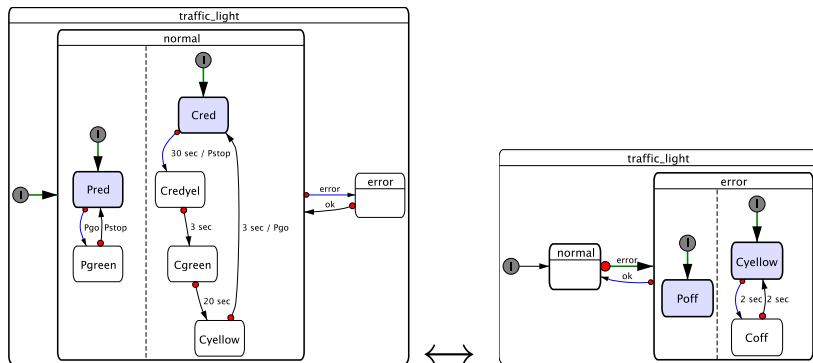 traffic_light
normal
I
Cred
30 sec / Pstop
I
I
Pred
Pgo
Pstop
Pgreen
Credyel
3 sec
3 sec / Pgo
Cgreen
20 sec
Cyellow
error
ok
error
traffic_light
error
I
normal
error
ok
I
I
Poff
Cyellow
2 sec
2 sec
Coff